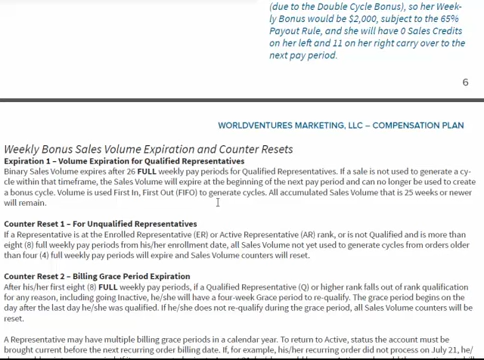 (due to the Double Cycle Bonus), so her Week-
ly Bonus would be $2,000, subject to the 65%
Payout Rule, and she will have 0 Sales Credits
on her left and 11 on her right carry over to the
next pay period.
6
WORLDVENTURES MARKETING, LLC – COMPENSATION PLAN
Weekly Bonus Sales Volume Expiration and Counter Resets
Expiration 1 – Volume Expiration for Qualified Representatives
Binary Sales Volume expires after 26 FULL weekly pay periods for Qualified Representatives. If a sale is not used to generate a cy-
cle within that timeframe, the Sales Volume will expire at the beginning of the next pay period and can no longer be used to create
a bonus cycle. Volume is used First In, First Out (FIFO) to generate cycles. All accumulated Sales Volume that is 25 weeks or newer
will remain.
Counter Reset 1 – For Unqualified Representatives
If a Representative is at the Enrolled Representative (ER) or Active Representative (AR) rank, or is not Qualified and is more than
eight (8) full weekly pay periods from his/her enrollment date, all Sales Volume not yet used to generate cycles from orders older
than four (4) full weekly pay periods will expire and Sales Volume counters will reset.
Counter Reset 2 – Billing Grace Period Expiration
After his/her first eight (8) FULL weekly pay periods, if a Qualified Representative (Q) or higher rank falls out of rank qualification
for any reason, including going Inactive, he/she will have a four-week Grace period to re-qualify. The grace period begins on the
day after the last day he/she was qualified. If he/she does not re-qualify during the grace period, all Sales Volume counters will be
reset.
A Representative may have multiple billing grace periods in a calendar year. To return to Active, status the account must be
brought current before the next recurring order billing date. If, for example, his/her recurring order did not process on July 21, he/